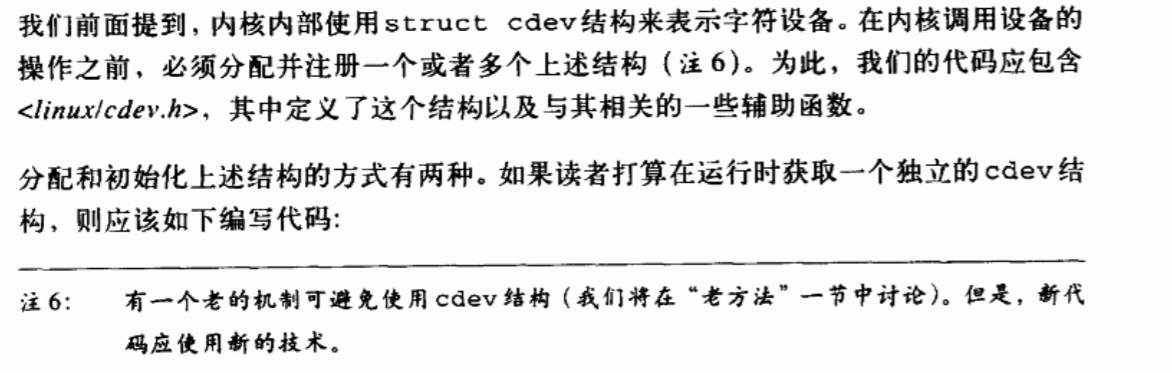 我们前面提到，内核内部使用struct cdev结构来表示字符设备。在内核调用设备的
操作之前，必须分配并注册一个或者多个上述结构（注6）。为此，我们的代码应包含
<linux/cdev.h>，其中定义了这个结构以及与其相关的一些辅助函数。
分配和初始化上述结构的方式有两种。如果读者打算在运行时获取一个独立的cdev结
构，则应该如下编写代码：
注6： 有一个老的机制可避免使用cdev结构（我们将在“老方法”一节中讨论）。但是，新代
码应使用新的技术。